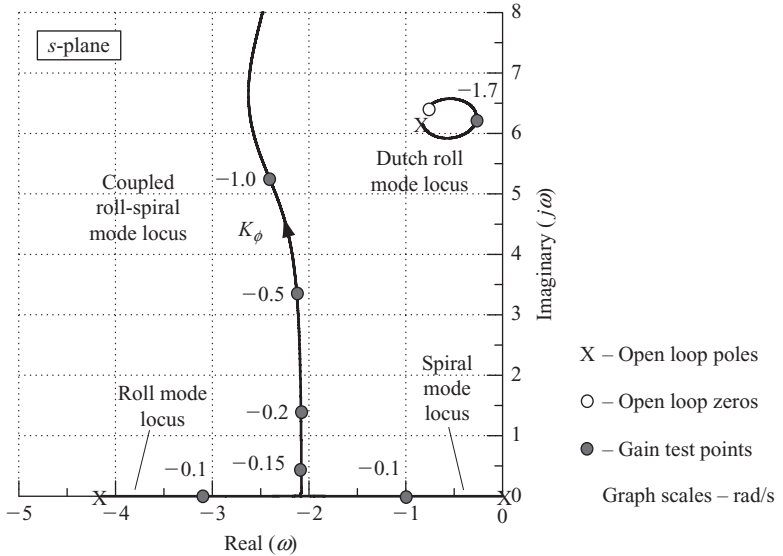 s-plane
8
7
6
5
4
3
2
1
0
−1.7
X
Dutch roll
mode locus
Coupled
roll-spiral
mode locus
−1.0
Kϕ
−0.5
Imaginary (jω)
Roll mode
locus
Spiral
mode
locus
−0.2
−0.15
−0.1
−0.1
X
X
−5
−4
−3
−2
−1
0
Real (ω)
X – Open loop poles
– Open loop zeros
– Gain test points
Graph scales – rad/s